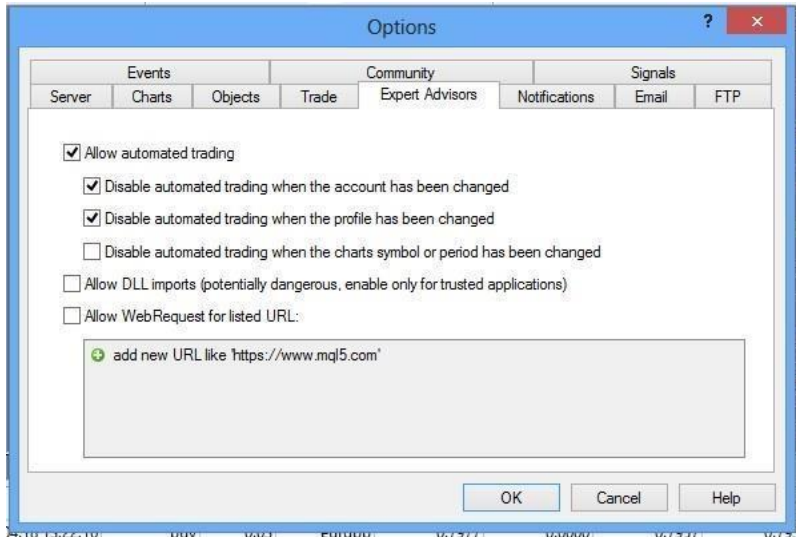 Options ? ×
Events Community Signals
Server Charts Objects Trade Expert Advisors Notifications Email FTP
Allow automated trading
Disable automated trading when the account has been changed
Disable automated trading when the profile has been changed
Disable automated trading when the charts symbol or period has been changed
Allow DLL imports (potentially dangerous, enable only for trusted applications)
Allow WebRequest for listed URL:
add new URL like 'https://www.mql5.com'
OK Cancel Help